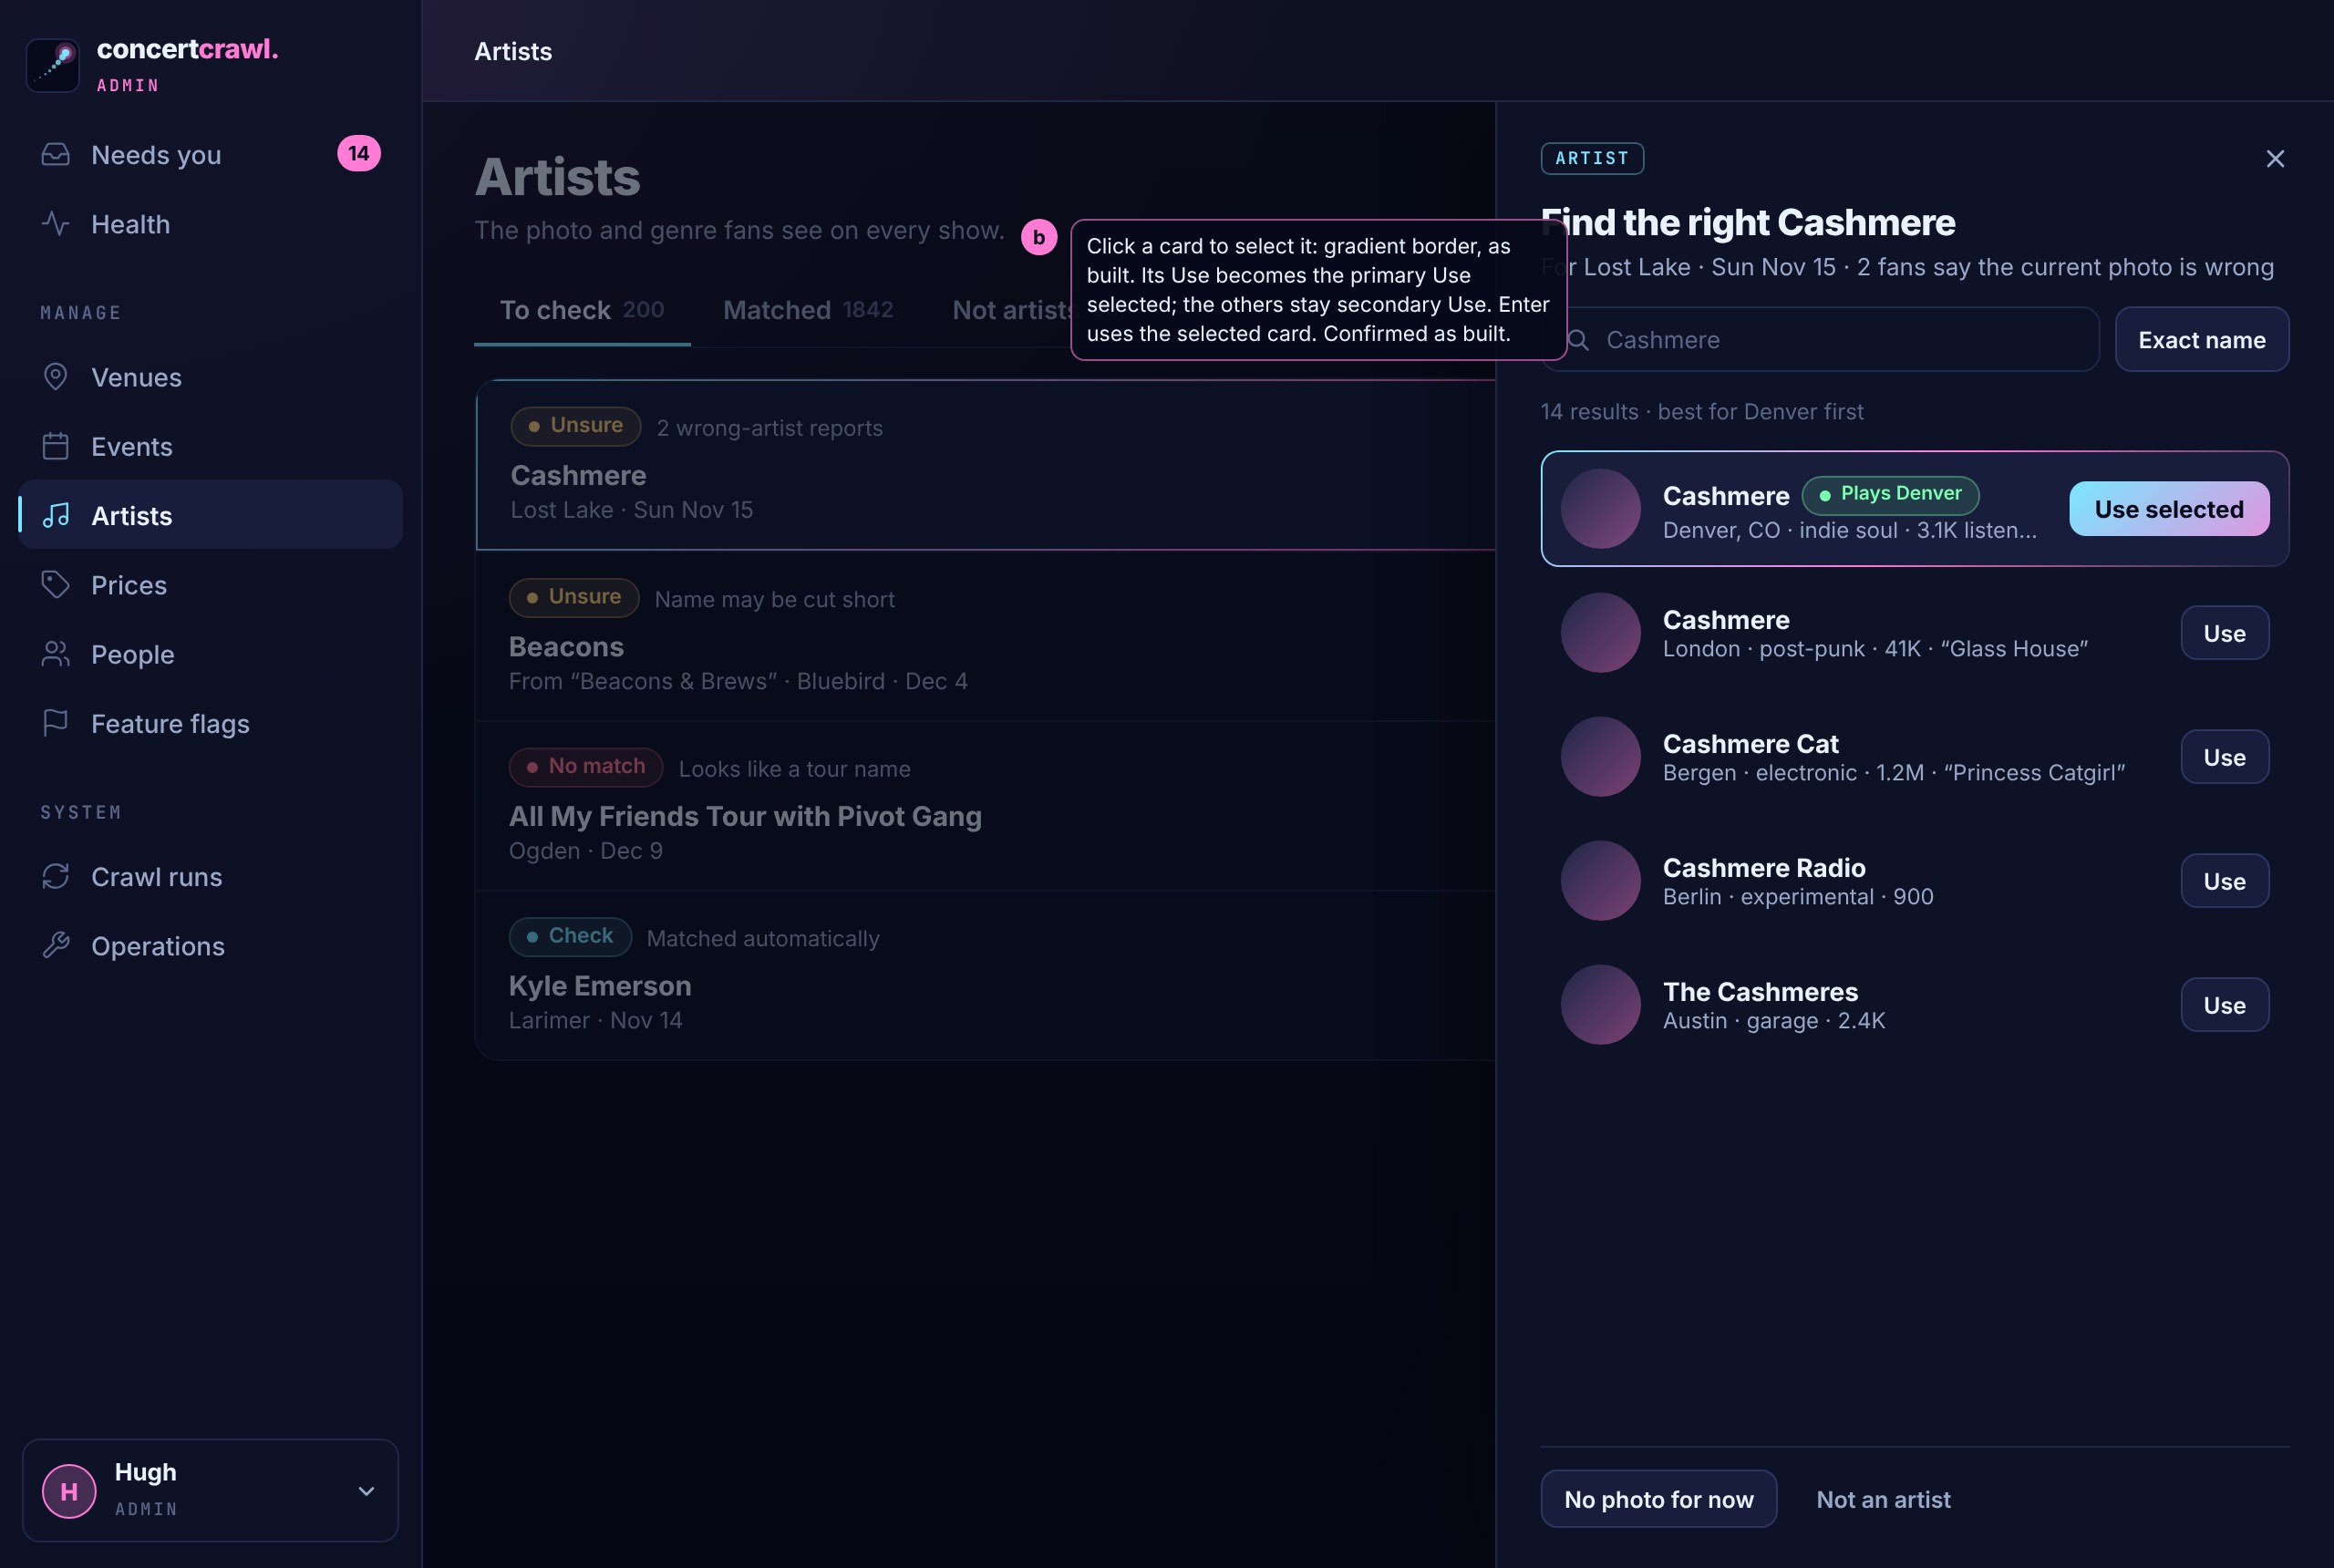 concertcrawl.
ADMIN
Needs you 14
Health
MANAGE
Venues
Events
Artists
Prices
People
Feature flags
SYSTEM
Crawl runs
Operations
H
Hugh
ADMIN
Artists
Artists
The photo and genre fans see on every show.
To check 200 Matched 1842 Not artists
b
Click a card to select it: gradient border, as
built. Its Use becomes the primary Use
selected; the others stay secondary Use. Enter
uses the selected card. Confirmed as built.
Unsure 2 wrong-artist reports
Cashmere
Lost Lake · Sun Nov 15
Unsure Name may be cut short
Beacons
From “Beacons & Brews” · Bluebird · Dec 4
No match Looks like a tour name
All My Friends Tour with Pivot Gang
Ogden · Dec 9
Check Matched automatically
Kyle Emerson
Larimer · Nov 14
ARTIST
Find the right Cashmere
For Lost Lake · Sun Nov 15 · 2 fans say the current photo is wrong
Cashmere
Exact name
14 results · best for Denver first
Cashmere Plays Denver
Denver, CO · indie soul · 3.1K listen...
Use selected
Cashmere
London · post-punk · 41K · “Glass House”
Use
Cashmere Cat
Bergen · electronic · 1.2M · “Princess Catgirl”
Use
Cashmere Radio
Berlin · experimental · 900
Use
The Cashmeres
Austin · garage · 2.4K
Use
No photo for now
Not an artist